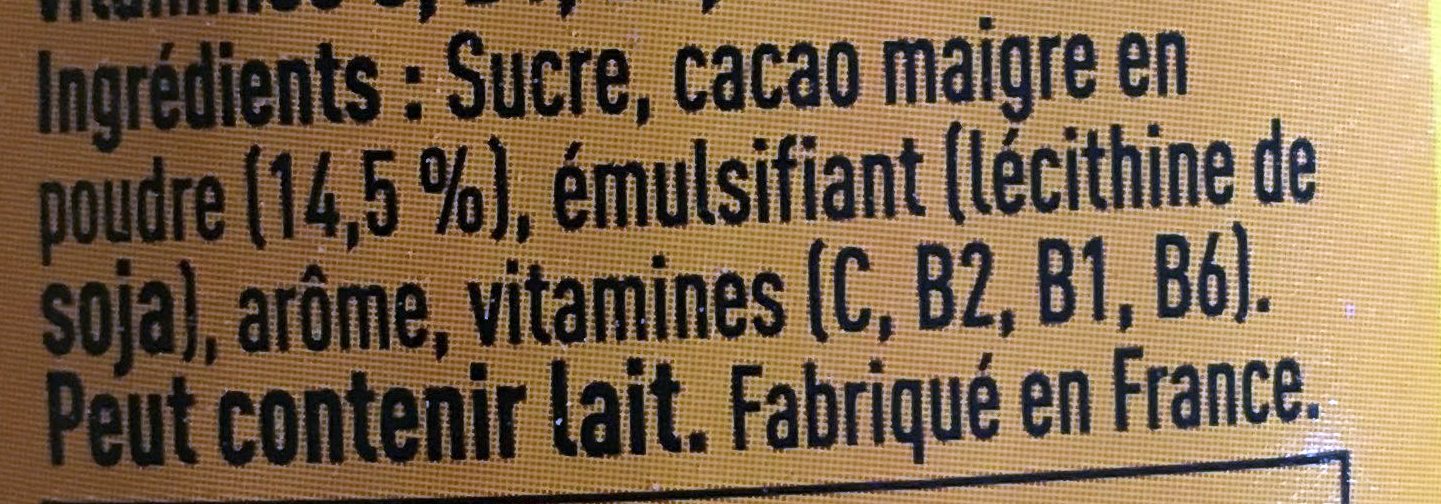 Ingrédients : Sucre, cacao maigre en
poudre (14,5 %), émulsifiant (lécithine de
soja), arôme, vitamines (C, B2, B1, B6).
Peut contenir lait. Fabriqué en France.